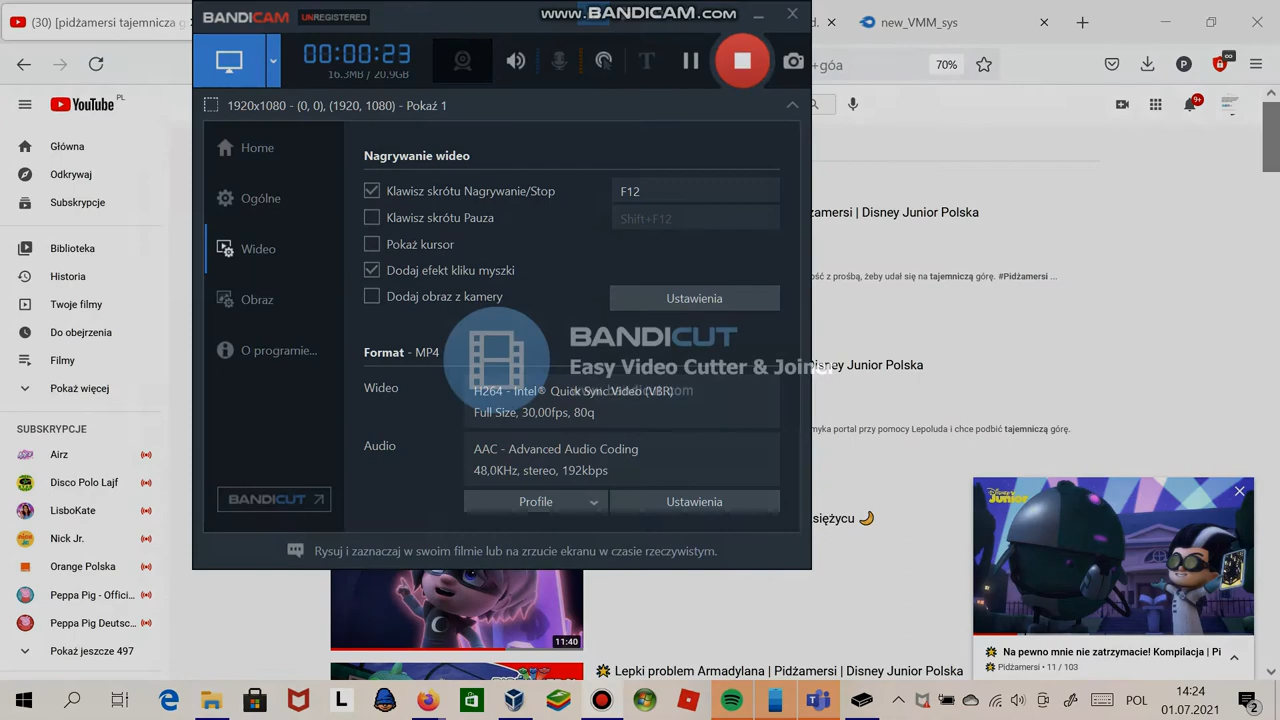 (30) [pidżamersi tajemnicza g
BANDICAM
UNREGISTERED
www.BANDICAM.com
new_VMM_sys
00:00:23
16.3MB / 20.9GB
+góa
70%
1920x1080 - (0, 0), (1920, 1080) - Pokaż 1
YouTube PL
9+
Główna
Odkrywaj
Subskrypcje
Biblioteka
Historia
Twoje filmy
Do obejrzenia
Filmy
Pokaż więcej
SUBSKRYPCJE
Airz
Disco Polo Lajf
LisboKate
Nick Jr.
Orange Polska
Peppa Pig - Offici...
Peppa Pig Deutsc...
Pokaż jeszcze 497
Home
Ogólne
Wideo
Obraz
O programie...
BANDICUT
Nagrywanie wideo
Klawisz skrótu Nagrywanie/Stop
F12
Klawisz skrótu Pauza
Shift+F12
Pokaż kursor
Dodaj efekt kliku myszki
Dodaj obraz z kamery
Ustawienia
BANDICUT
Easy Video Cutter & Joiner
Format - MP4
Wideo
H264 - Intel® Quick Sync Video (VBR)
Full Size, 30,00fps, 80q
Audio
AAC - Advanced Audio Coding
48,0KHz, stereo, 192kbps
Profile
Ustawienia
Rysuj i zaznaczaj w swoim filmie lub na zrzucie ekranu w czasie rzeczywistym.
żamersi | Disney Junior Polska
ość z prośbą, żeby udał się na tajemniczą górę. #Pidżamersi ...
Disney Junior Polska
myka portal przy pomocy Lepoluda i chce podbić tajemniczą górę.
siężycu
11:40
Lepki problem Armadylana | Pidżamersi | Disney Junior Polska
Disney Junior
Na pewno mnie nie zatrzymacie! Kompilacja | Pi
Pidżamersi • 11 / 103
POL
14:24
01.07.2021
2